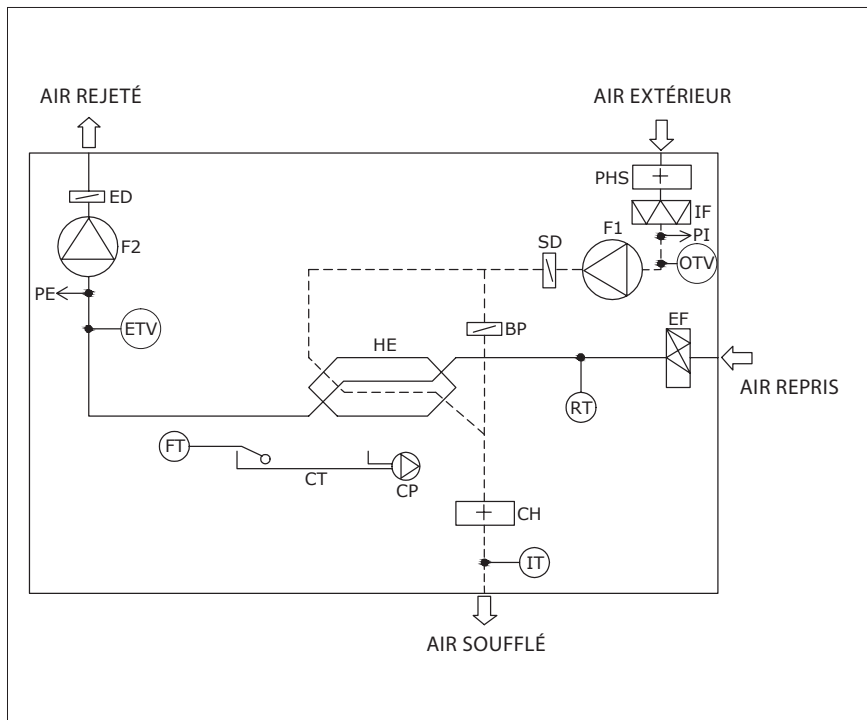 AIR REJETÉ
AIR EXTÉRIEUR
PHS
ED
IF
F1
F2
SD
PI
OTV
PE
ETV
BP
EF
HE
AIR REPRIS
RT
FT
CT
CP
CH
IT
AIR SOUFFLÉ